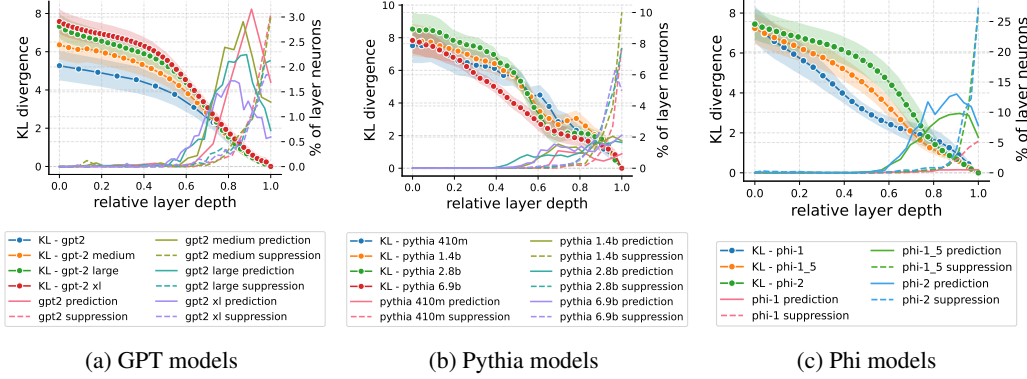 8
6
4
2
0
KL divergence
3.0
2.5
2.0
1.5
1.0
0.5
0.0
% of layer neurons
0.0 0.2 0.4 0.6 0.8 1.0
relative layer depth
KL - gpt2
KL - gpt-2 medium
KL - gpt-2 large
KL - gpt-2 xl
gpt2 prediction
gpt2 suppression
gpt2 medium prediction
gpt2 medium suppression
gpt2 large prediction
gpt2 large suppression
gpt2 xl prediction
gpt2 xl suppression
(a) GPT models
10
8
6
4
2
0
KL divergence
10
8
6
4
2
0
% of layer neurons
0.0 0.2 0.4 0.6 0.8 1.0
relative layer depth
KL - pythia 410m
KL - pythia 1.4b
KL - pythia 2.8b
KL - pythia 6.9b
pythia 410m prediction
pythia 410m suppression
pythia 1.4b prediction
pythia 1.4b suppression
pythia 2.8b prediction
pythia 2.8b suppression
pythia 6.9b prediction
pythia 6.9b suppression
(b) Pythia models
8
6
4
2
0
KL divergence
25
20
15
10
5
0
% of layer neurons
0.0 0.2 0.4 0.6 0.8 1.0
relative layer depth
KL - phi-1
KL - phi-1_5
KL - phi-2
phi-1 prediction
phi-1 suppression
phi-1_5 prediction
phi-1_5 suppression
phi-2 prediction
phi-2 suppression
(c) Phi models